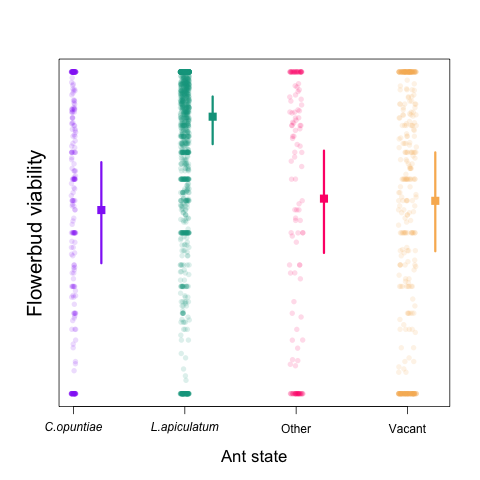 Flowerbud viability
C.opuntiae
L.apiculatum
Other
Vacant
Ant state